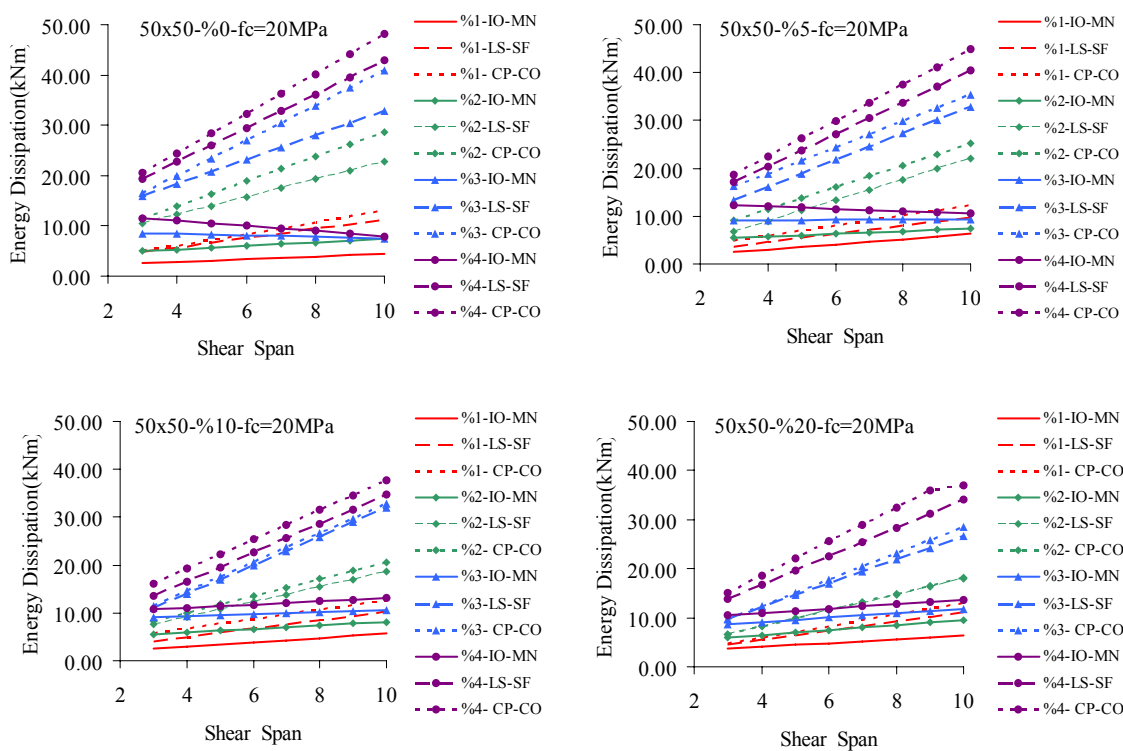 50x50-%0-fc=20MPa
Energy Dissipation(kNm)
50.00
40.00
30.00
20.00
10.00
0.00
2
4
6
8
10
Shear Span
%1-IO-MN
%1-LS-SF
%1- CP-CO
%2-IO-MN
%2-LS-SF
%2- CP-CO
%3-IO-MN
%3-LS-SF
%3- CP-CO
%4-IO-MN
%4-LS-SF
%4- CP-CO
50x50-%5-fc=20MPa
Energy Dissipation(kNm)
50.00
40.00
30.00
20.00
10.00
0.00
2
4
6
8
10
Shear Span
%1-IO-MN
%1-LS-SF
%1- CP-CO
%2-IO-MN
%2-LS-SF
%2- CP-CO
%3-IO-MN
%3-LS-SF
%3- CP-CO
%4-IO-MN
%4-LS-SF
%4- CP-CO
50x50-%10-fc=20MPa
Energy Dissipation(kNm)
50.00
40.00
30.00
20.00
10.00
0.00
2
4
6
8
10
Shear Span
%1-IO-MN
%1-LS-SF
%1- CP-CO
%2-IO-MN
%2-LS-SF
%2- CP-CO
%3-IO-MN
%3-LS-SF
%3- CP-CO
%4-IO-MN
%4-LS-SF
%4- CP-CO
50x50-%20-fc=20MPa
Energy Dissipation(kNm)
50.00
40.00
30.00
20.00
10.00
0.00
2
4
6
8
10
Shear Span
%1-IO-MN
%1-LS-SF
%1- CP-CO
%2-IO-MN
%2-LS-SF
%2- CP-CO
%3-IO-MN
%3-LS-SF
%3- CP-CO
%4-IO-MN
%4-LS-SF
%4- CP-CO